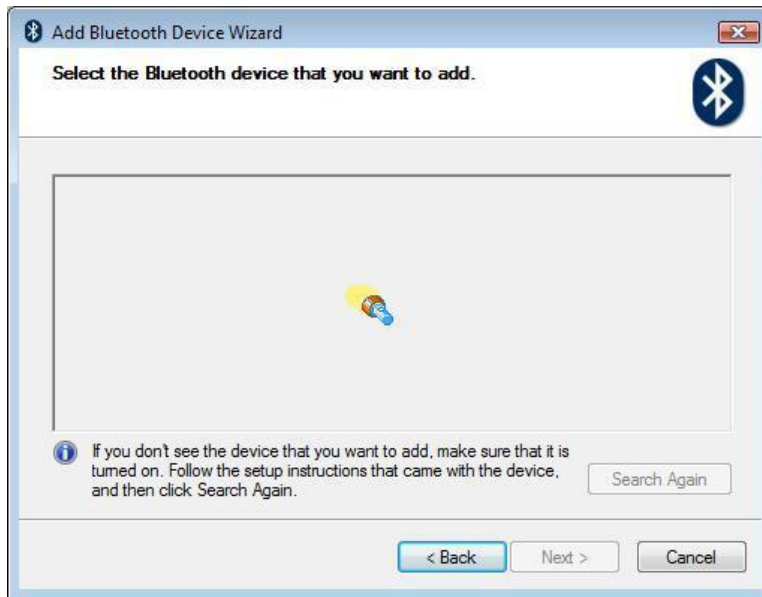 Add Bluetooth Device Wizard
Select the Bluetooth device that you want to add.
If you don't see the device that you want to add, make sure that it is
turned on. Follow the setup instructions that came with the device,
and then click Search Again.
Search Again
< Back
Next >
Cancel